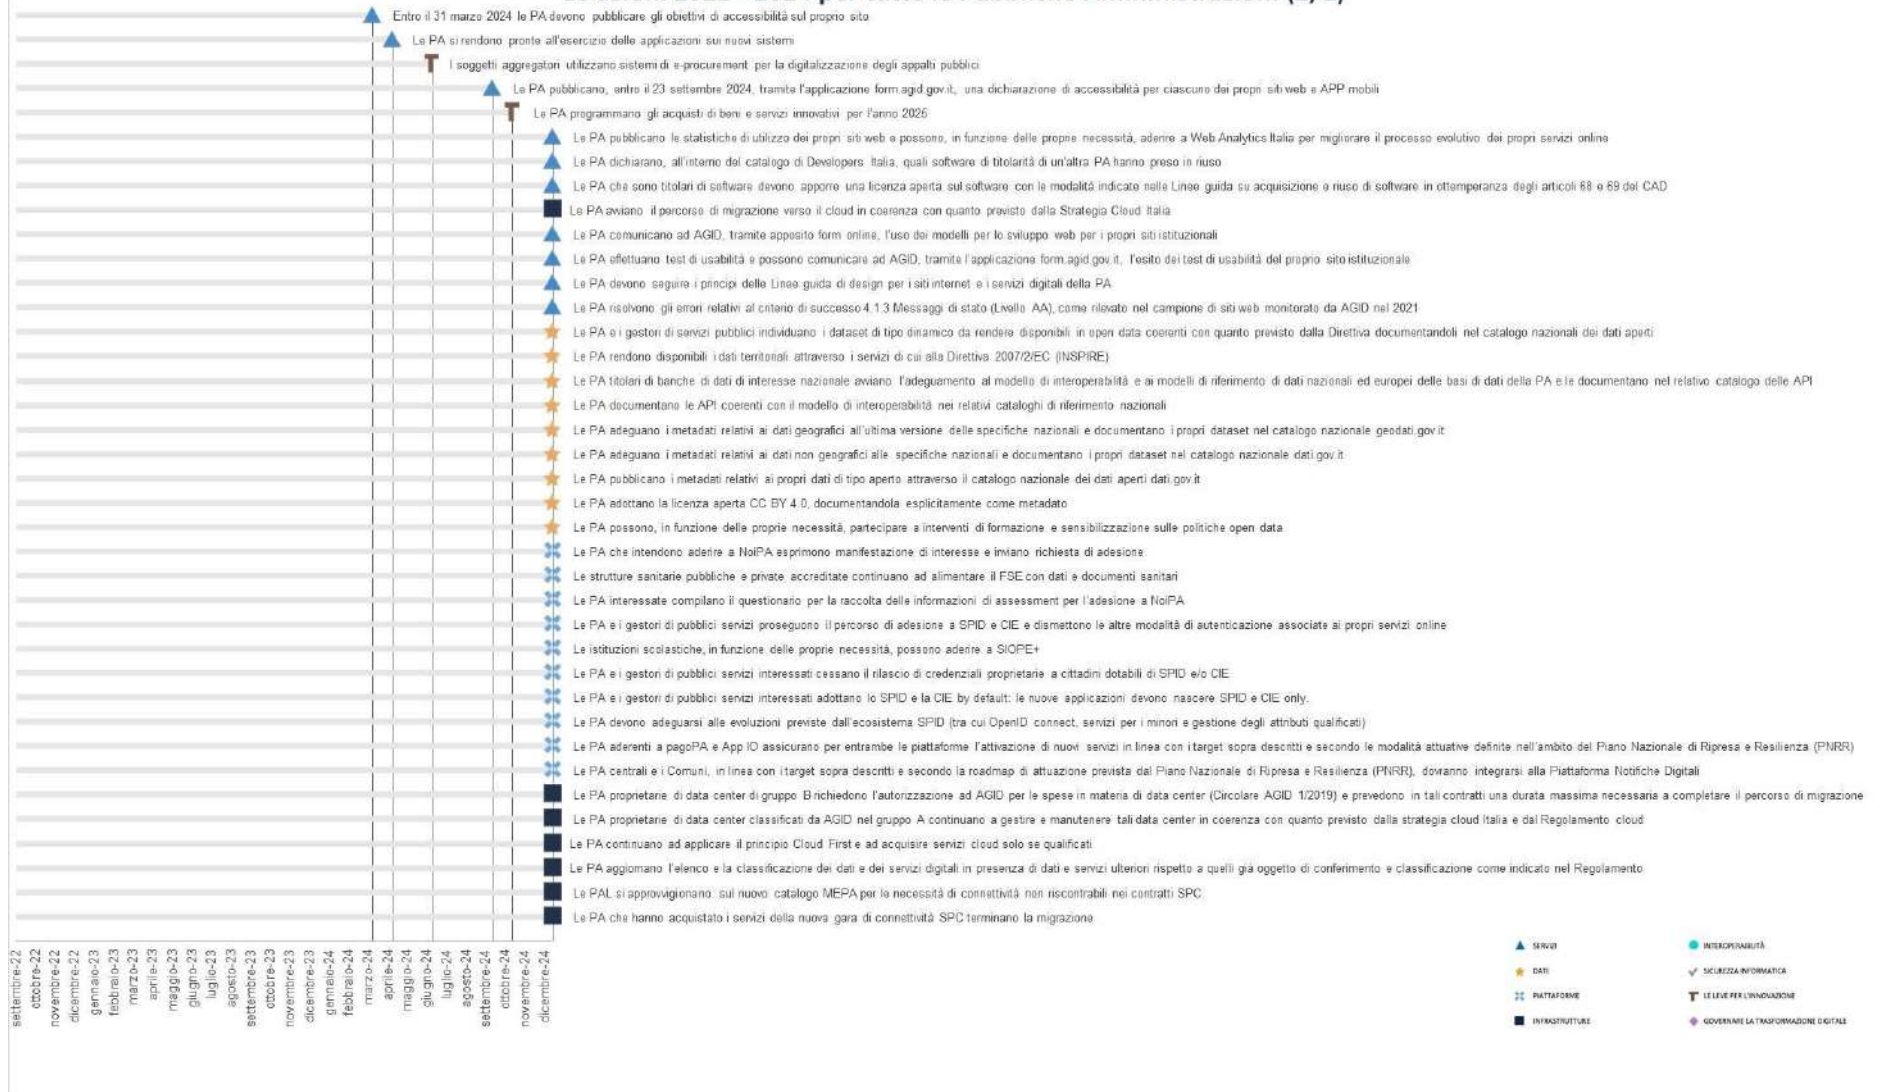 Entro il 31 marzo 2024 le PA devono pubblicare gli obiettivi di accessibilità sul proprio sito
Le PA si rendono pronte all'esercizio delle applicazioni sui nuovi sistemi
I soggetti aggregatori utilizzano sistemi di e-procurement per la digitalizzazione degli appalti pubblici
Le PA pubblicano, entro il 23 settembre 2024, tramite l'applicazione form.agid.gov.it, una dichiarazione di accessibilità per ciascuno dei propri siti web e APP mobili
Le PA programmano gli acquisti di beni e servizi innovativi per l'anno
Le PA pubblicano le statistiche di utilizzo dei propri siti web e possono, in funzione delle proprie necessità, aderire a Web Analytics Italia per migliorare il processo evolutivo dei propri servizi online
Le PA dichiarano, all'interno del catalogo di Developers Italia, quali software di titolarità di un'altra PA hanno preso in riuso
Le PA che sono titolari di software devono apporre una licenza aperta sul software con le modalità indicate nelle Linee guida su acquisizione e riuso di software in ottemperanza degli articoli 68 e 69 del CAD
Le PA avviano il percorso di migrazione verso il cloud in coerenza con quanto previsto dalla Strategia Cloud Italia
Le PA comunicano ad AGID, tramite apposito form online, l'uso dei modelli per lo sviluppo web per i propri siti istituzionali
Le PA effettuano test di usabilità e possono comunicare ad AGID, tramite l'applicazione form.agid.gov.it, l'esito dei test di usabilità del proprio sito istituzionale
Le PA devono seguire i principi delle Linee guida di design per i siti internet e i servizi digitali della PA
Le PA risolvono gli errori relativi al criterio di successo 4.1.3 Messaggi di stato (Livello AA), come rilevato nel campione di siti web monitorato da AGID nel 2021
Le PA e i gestori di servizi pubblici individuano i dataset di tipo dinamico da rendere disponibili in open data coerenti con quanto previsto dalla Direttiva documentandoli nel catalogo nazionali dei dati aperti
Le PA rendono disponibili i dati territoriali attraverso i servizi di cui alla Direttiva 2007/2/EC (INSPIRE)
Le PA titolari di banche di dati di interesse nazionale avviano l'adeguamento al modello di interoperabilità e ai modelli di riferimento di dati nazionali ed europei delle basi di dati della PA e le documentano nel relativo catalogo delle API
Le PA documentano le API coerenti con il modello di interoperabilità nei relativi cataloghi di riferimento nazionali
Le PA adeguano i metadati relativi ai dati geografici all'ultima versione delle specifiche nazionali e documentano i propri dataset nel catalogo nazionale geodati.gov.it
Le PA adeguano i metadati relativi ai dati non geografici alle specifiche nazionali e documentano i propri dataset nel catalogo nazionale dati.gov.it
Le PA pubblicano i metadati relativi ai propri dati di tipo aperto attraverso il catalogo nazionale dei dati aperti dati.gov.it
Le PA adottano la licenza aperta CC BY 4.0, documentandola esplicitamente come metadato
Le PA possono, in funzione delle proprie necessità, partecipare a interventi di formazione e sensibilizzazione sulle politiche open data
Le PA che intendono aderire a NoiPA esprimono manifestazione di interesse e inviano richiesta di adesione
Le strutture sanitarie pubbliche e private accreditate continuano ad alimentare il FSE con dati e documenti sanitari
Le PA interessate compilano il questionario per la raccolta delle informazioni di assessment per l'adesione a NoiPA
Le PA e i gestori di pubblici servizi proseguono il percorso di adesione a SPID e CIE e dismettono le altre modalità di autenticazione associate ai propri servizi online
Le istituzioni scolastiche, in funzione delle proprie necessità, possono aderire a SIOPE+
Le PA e i gestori di pubblici servizi interessati cessano il rilascio di credenziali proprietarie a cittadini dotabili di SPID e/o CIE
Le PA e i gestori di pubblici servizi interessati adottano lo SPID e la CIE by default: le nuove applicazioni devono nascere SPID e CIE only.
Le PA devono adeguarsi alle evoluzioni previste dall'ecosistema SPID (tra cui OpenID connect, servizi per i minori e gestione degli attributi qualificati)
Le PA aderenti a pagoPA e App IO assicurano per entrambe le piattaforme l'attivazione di nuovi servizi in linea con i target sopra descritti e secondo le modalità attuative definite nell'ambito del Piano Nazionale di Ripresa e Resilienza (PNRR)
Le PA centrali e i Comuni, in linea con i target sopra descritti e secondo la roadmap di attuazione prevista dal Piano Nazionale di Ripresa e Resilienza (PNRR), dovranno integrarsi alla Piattaforma Notifiche Digitali
Le PA proprietarie di data center di gruppo B richiedono l'autorizzazione ad AGID per le spese in materia di data center (Circolare AGID 1/2019) e prevedono in tali contratti una durata massima necessaria a completare il percorso di migrazione
Le PA proprietarie di data center classificati da AGID nel gruppo A continuano a gestire e manutenere tali data center in coerenza con quanto previsto dalla strategia cloud Italia e dal Regolamento cloud
Le PA continuano ad applicare il principio Cloud First e ad acquisire servizi cloud solo se qualificati
Le PA aggiornano l'elenco e la classificazione dei dati e dei servizi digitali in presenza di dati e servizi ulteriori rispetto a quelli già oggetto di conferimento e classificazione come indicato nel Regolamento
Le PAL si approvvigionano sul nuovo catalogo MEPA per le necessità di connettività non riscontrabili nei contratti SPC
Le PA che hanno acquistato i servizi della nuova gara di connettività SPC terminano la migrazione
settembre-22
ottobre-22
novembre-22
dicembre-22
gennaio-23
febbraio-23
marzo-23
aprile-23
maggio-23
giugno-23
luglio-23
agosto-23
settembre-23
ottobre-23
novembre-23
dicembre-23
gennaio-24
febbraio-24
marzo-24
aprile-24
maggio-24
giugno-24
luglio-24
agosto-24
settembre-24
ottobre-24
novembre-24
dicembre-24
SERVIZI
DATI
PIATTAFORME
INFRASTRUTTURE
INTEROPERABILITÀ
SICUREZZA INFORMATICA
LE LEVE PER L'INNOVAZIONE
GOVERNARE LA TRASFORMAZIONE DIGITALE